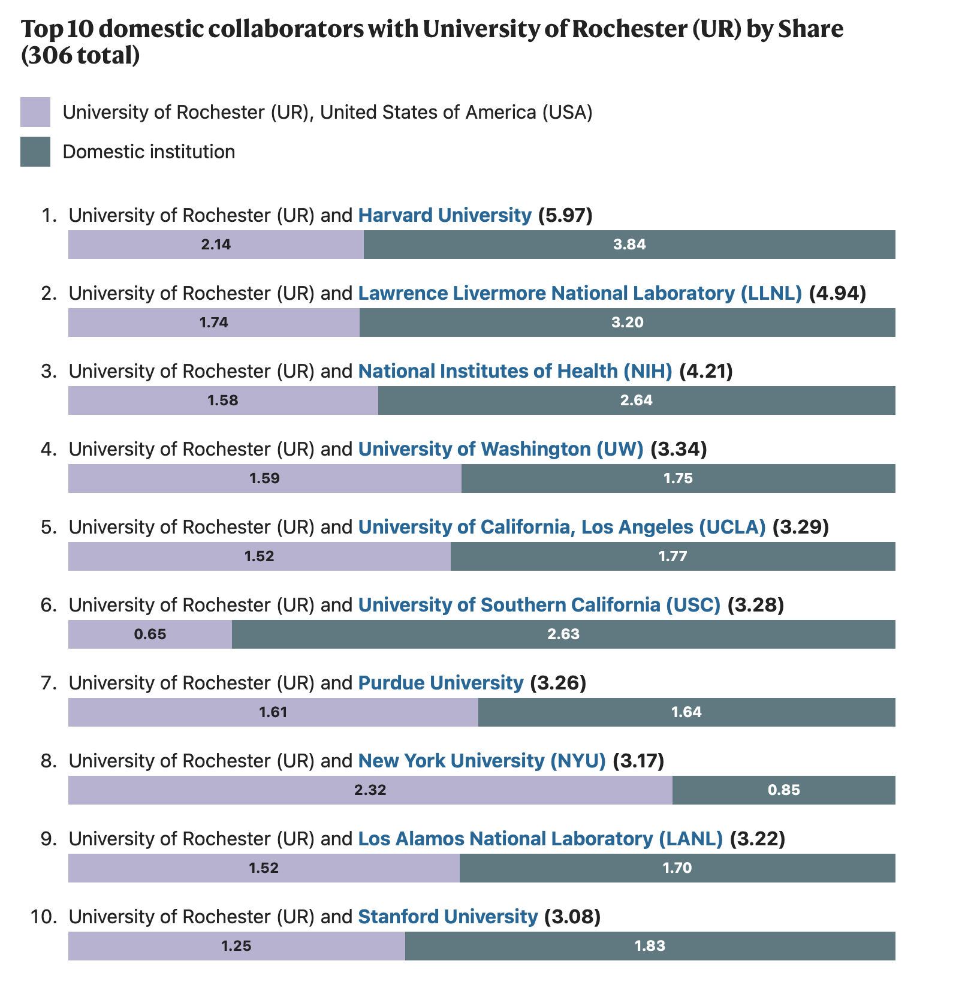 Top 10 domestic collaborators with University of Rochester (UR) by Share
(306 total)
University of Rochester (UR), United States of America (USA)
Domestic institution
1. University of Rochester (UR) and Harvard University (5.97)
2.14 3.84
2. University of Rochester (UR) and Lawrence Livermore National Laboratory (LLNL) (4.94)
1.74 3.20
3. University of Rochester (UR) and National Institutes of Health (NIH) (4.21)
1.58 2.64
4. University of Rochester (UR) and University of Washington (UW) (3.34)
1.59 1.75
5. University of Rochester (UR) and University of California, Los Angeles (UCLA) (3.29)
1.52 1.77
6. University of Rochester (UR) and University of Southern California (USC) (3.28)
0.65 2.63
7. University of Rochester (UR) and Purdue University (3.26)
1.61 1.64
8. University of Rochester (UR) and New York University (NYU) (3.17)
2.32 0.85
9. University of Rochester (UR) and Los Alamos National Laboratory (LANL) (3.22)
1.52 1.70
10. University of Rochester (UR) and Stanford University (3.08)
1.25 1.83